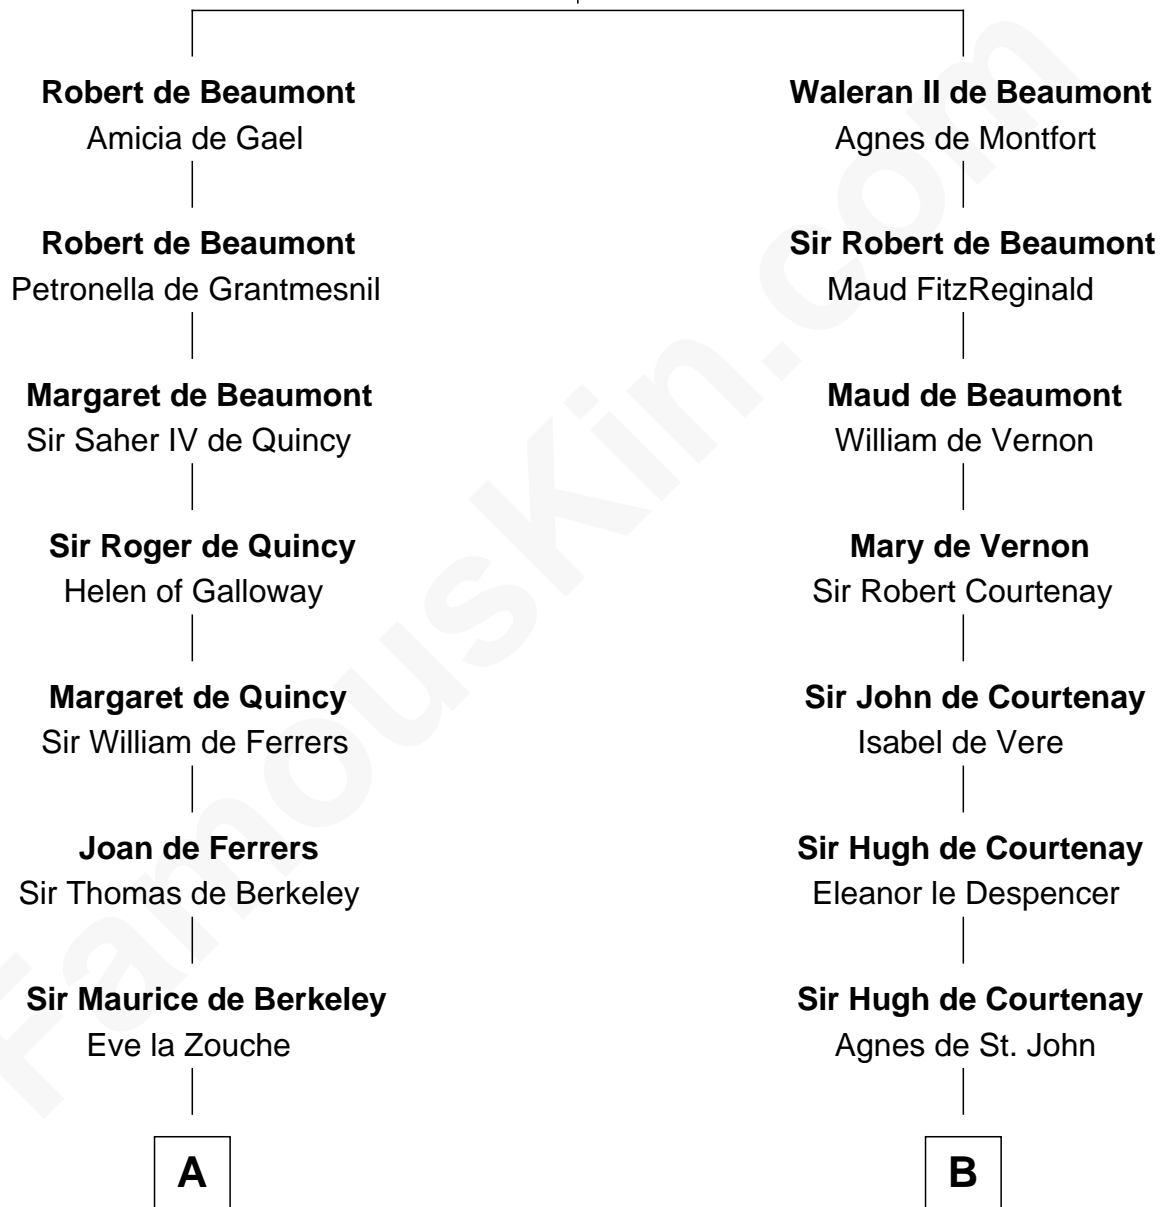 Robert de Beaumont
Amicia de Gael
Robert de Beaumont
Petronella de Grantmesnil
Margaret de Beaumont
Sir Saher IV de Quincy
Sir Roger de Quincy
Helen of Galloway
Margaret de Quincy
Sir William de Ferrers
Joan de Ferrers
Sir Thomas de Berkeley
Sir Maurice de Berkeley
Eve la Zouche
A
Waleran II de Beaumont
Agnes de Montfort
Sir Robert de Beaumont
Maud FitzReginald
Maud de Beaumont
William de Vernon
Mary de Vernon
Sir Robert Courtenay
Sir John de Courtenay
Isabel de Vere
Sir Hugh de Courtenay
Eleanor le Despencer
Sir Hugh de Courtenay
Agnes de St. John
B
FamousKin.com